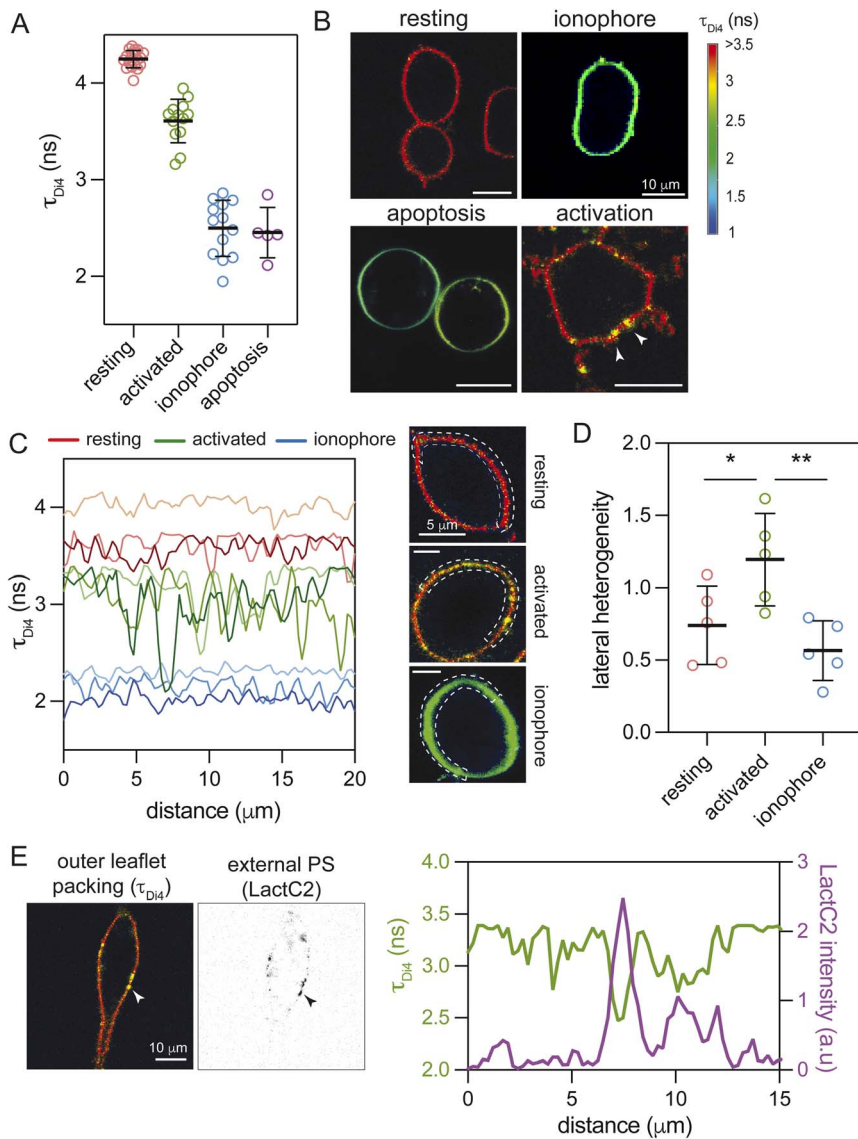 A
τDi4 (ns)
4
3
2
resting
activated
ionophore
apoptosis
B
resting
ionophore
10 μm
apoptosis
activation
τDi4 (ns)
>3.5
3
2.5
2
1.5
1
C
resting
activated
ionophore
τDi4 (ns)
4
3
2
0
5
10
15
20
distance (μm)
5 μm
resting
activated
ionophore
D
lateral heterogeneity
2.0
1.5
1.0
0.5
0.0
*
**
resting
activated
ionophore
E
outer leaflet
packing (τDi4)
10 μm
external PS
(LactC2)
τDi4 (ns)
4.0
3.5
3.0
2.5
2.0
3
2
1
0
LactC2 intensity (a.u)
0
5
10
15
distance (μm)